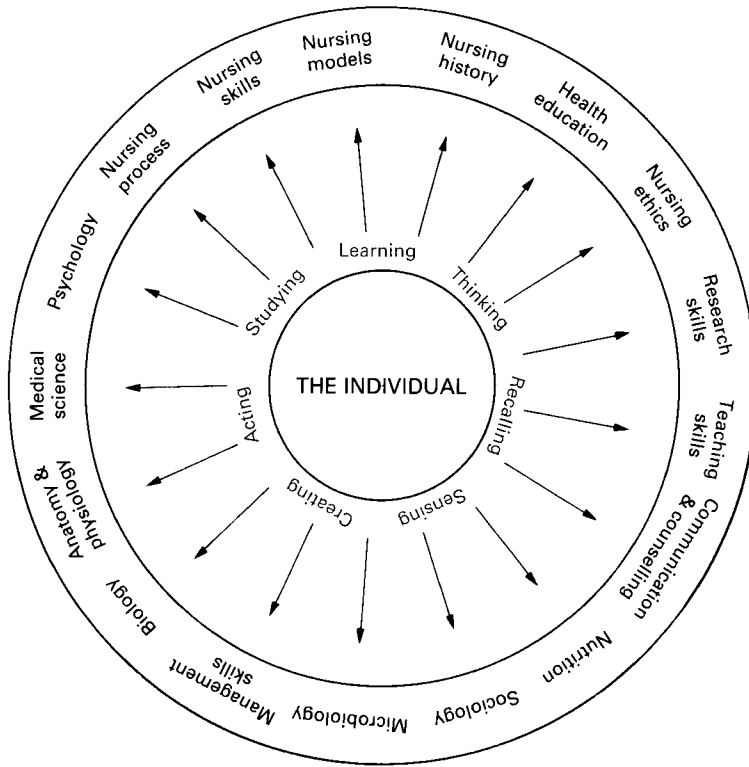 Nursing
models
Nursing
history
Health
education
Nursing
ethics
Research
skills
Teaching
skills
Communication
& counselling
Nutrition
Sociology
Microbiology
Management
skills
Biology
Anatomy &
physiology
Medical
science
Psychology
Nursing
process
Nursing
skills
Learning
Thinking
Recalling
Sensing
Creating
Acting
Studying
THE INDIVIDUAL